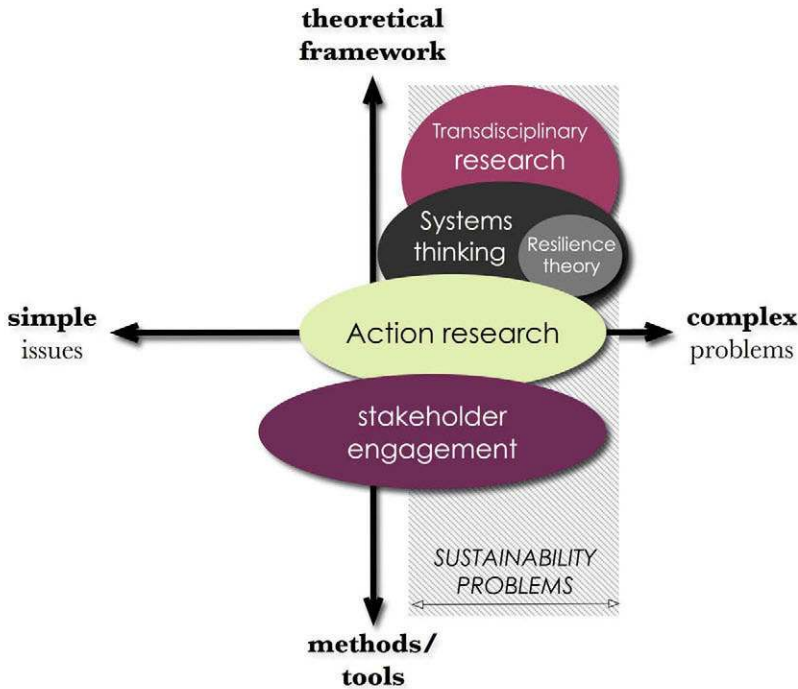 theoretical
framework
Transdisciplinary
research
Systems
thinking
Resilience
theory
simple
issues
Action research
complex
problems
stakeholder
engagement
SUSTAINABILITY
PROBLEMS
methods/
tools